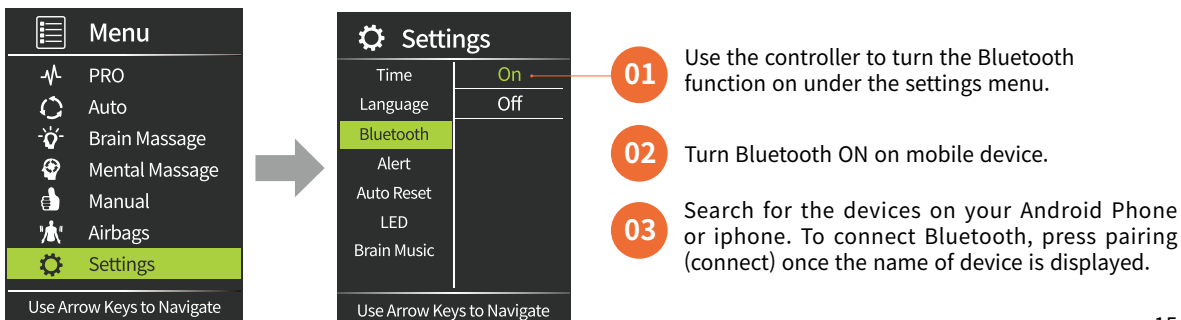 Menu
PRO
Auto
Brain Massage
Mental Massage
Manual
Airbags
Settings
Use Arrow Keys to Navigate
Settings
Time
Language
Bluetooth
Alert
Auto Reset
LED
Brain Music
On
Off
Use Arrow Keys to Navigate
01
Use the controller to turn the Bluetooth
function on under the settings menu.
02
Turn Bluetooth ON on mobile device.
03
Search for the devices on your Android Phone
or iphone. To connect Bluetooth, press pairing
(connect) once the name of device is displayed.